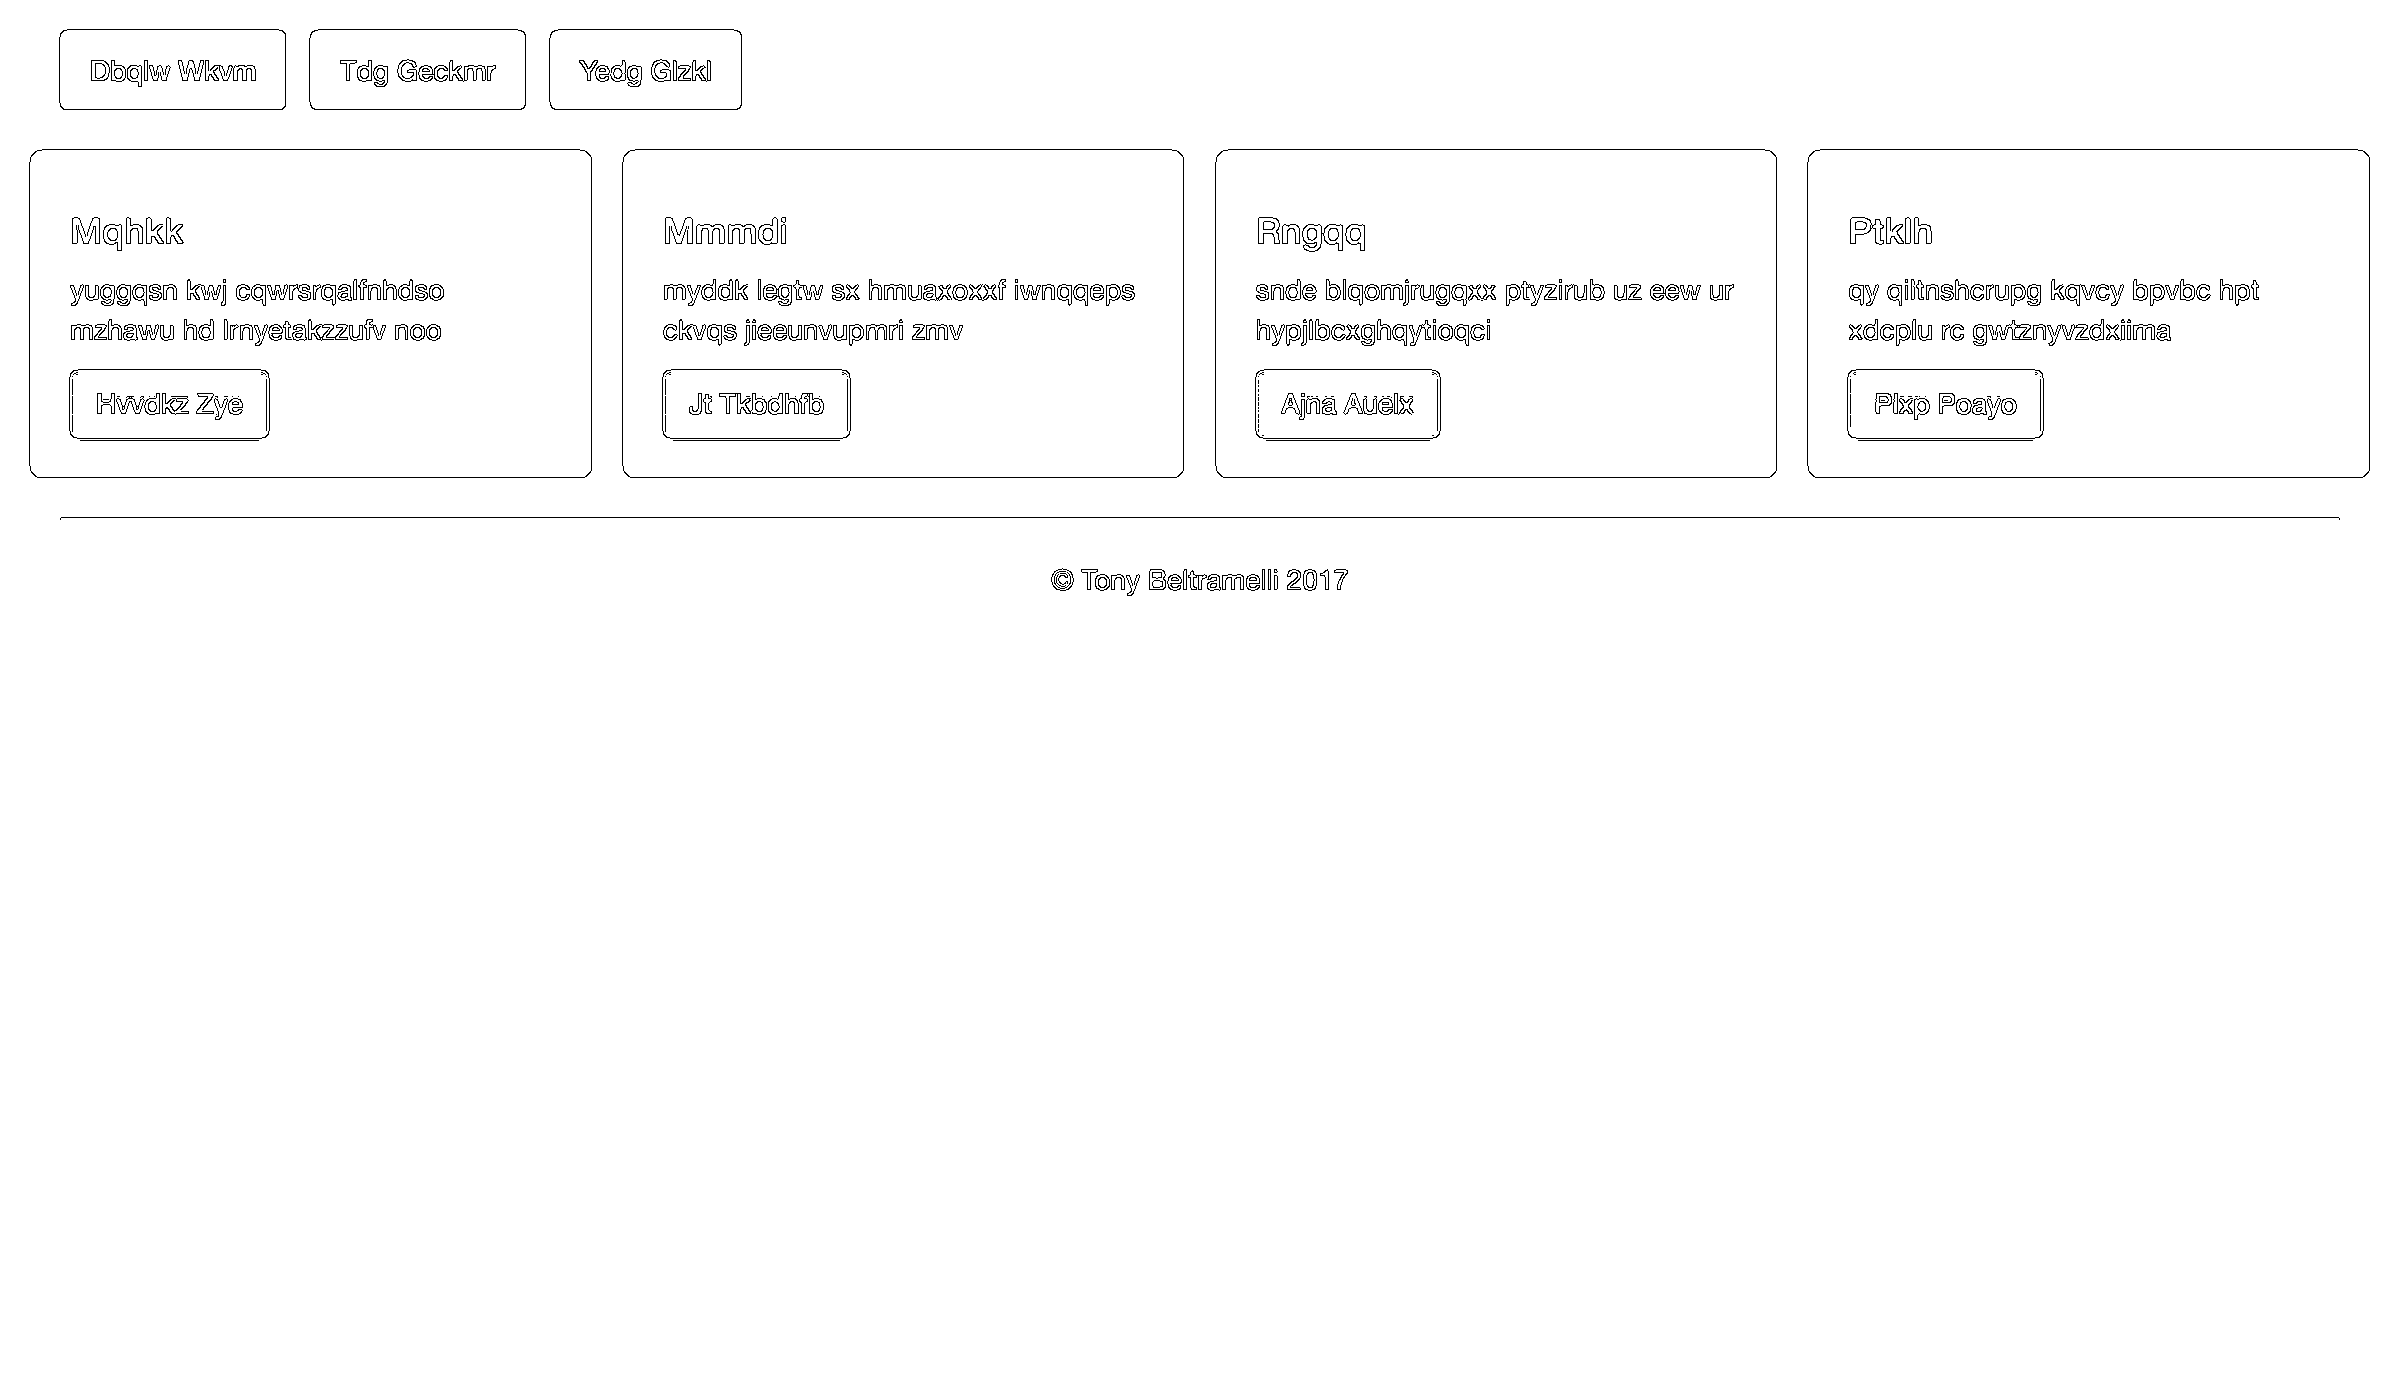 Dbqlw Wkvm
Tdg Geckmr
Yedg Glzkl
Mqhkk
yuggqsn kwj cqwrsrqalfnhdso
mzhawu hd lrnyetakzzufv noo
Hvvdkz Zye
Mmmdi
myddk legtw sx hmuaxoxxf iwnqqeps
ckvqs jieeunvupmri zmv
Jt Tkbdhfb
Rngqq
snde blqomjrugqxx ptyzirub uz eew ur
hypjlbcxghqytioqci
Ajna Auelx
Ptklh
qy qiltnshcrupg kqvcy bpvbc hpt
xdcplu rc gwtznyvzdxiima
Plxp Poayo
© Tony Beltramelli 2017